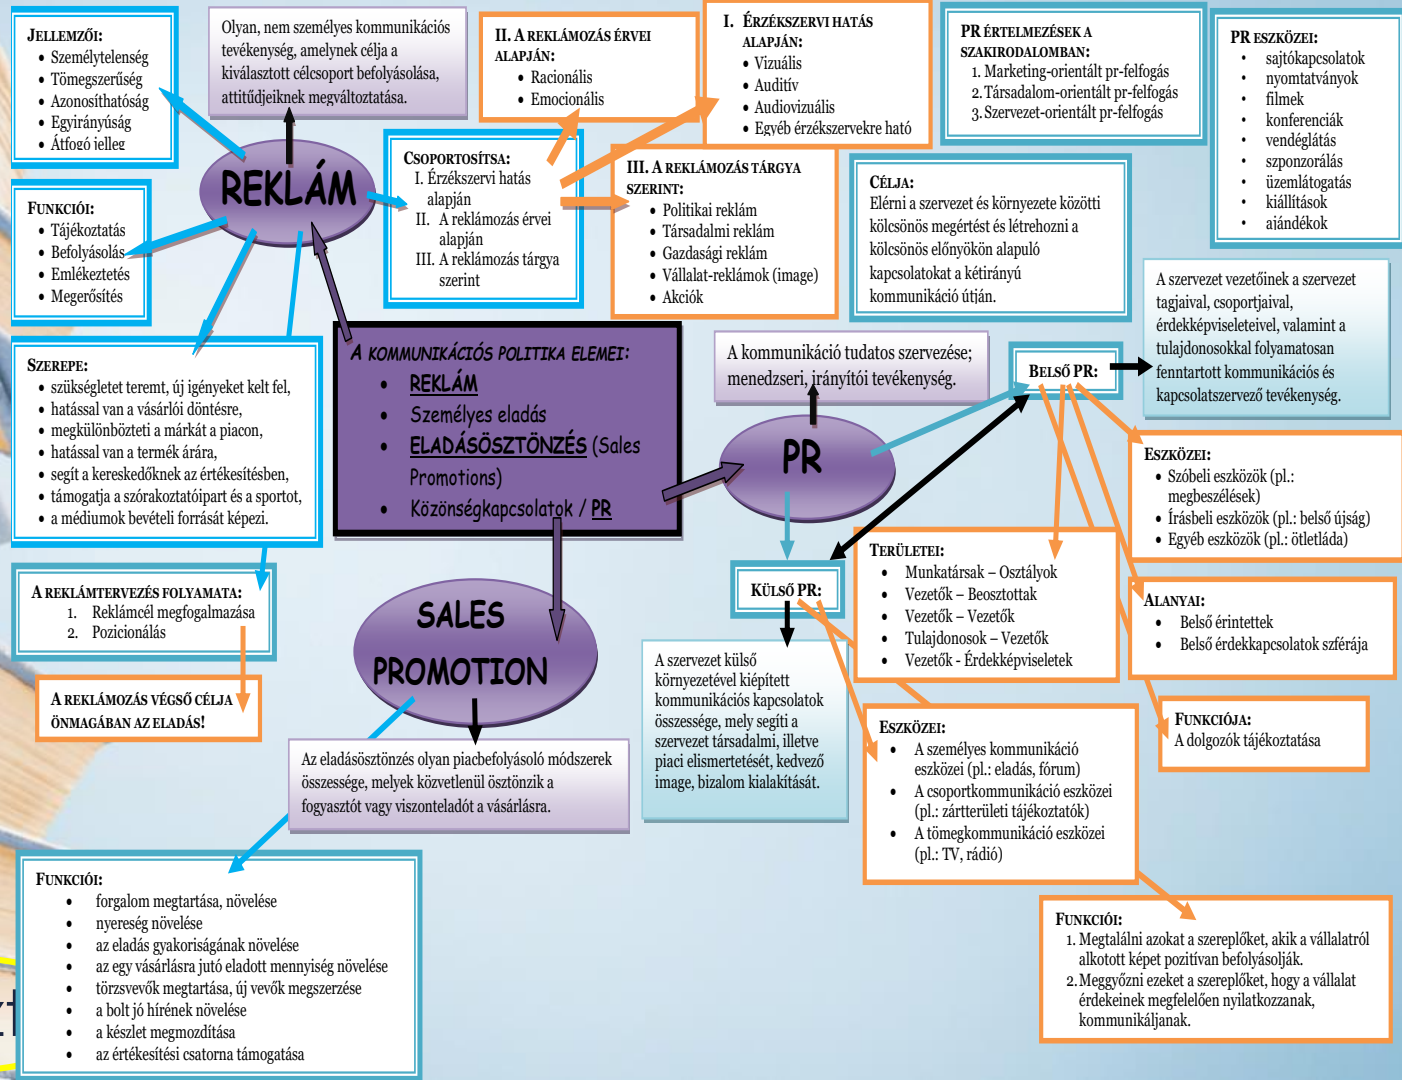 JELLEMZŐI:
• Személytelenség
• Tömegszerűség
• Azonosíthatóság
• Egyirányúság
• Átfogó jelleg
Olyan, nem személyes kommunikációs
tevékenység, amelynek célja a
kiválasztott célcsoport befolyásolása,
attitűdjeiknek megváltoztatása.
II. A REKLÁMOZÁS ÉRVEI
ALAPJÁN:
• Racionális
• Emocionális
I. ÉRZÉKSZERVI HATÁS
ALAPJÁN:
• Vizuális
• Auditív
• Audiovizuális
• Egyéb érzékszervekre ható
PR ÉRTELMEZÉSEK A
SZAKIRODALOMBAN:
1. Marketing-orientált pr-felfogás
2. Társadalom-orientált pr-felfogás
3. Szervezet-orientált pr-felfogás
PR ESZKÖZEI:
• sajtókapcsolatok
• nyomtatványok
• filmek
• konferenciák
• vendéglátás
• szponzorálás
• üzemlátogatás
• kiállítások
• ajándékok
REKLÁM
CSOPORTOSÍTSA:
I. Érzékszervi hatás
alapján
II. A reklámozás érvei
alapján
III. A reklámozás tárgya
szerint
III. A REKLÁMOZÁS TÁRGYA
SZERINT:
• Politikai reklám
• Társadalmi reklám
• Gazdasági reklám
• Vállalat-reklámok (image)
• Akciók
CÉLJA:
Elérni a szervezet és környezete közötti
kölcsönös megértést és létrehozni a
kölcsönös előnyökön alapuló
kapcsolatokat a kétirányú
kommunikáció útján.
FUNKCIÓI:
• Tájékoztatás
• Befolyásolás
• Emlékeztetés
• Megerősítés
A szervezet vezetőinek a szervezet
tagjaival, csoportjaival,
érdekképviseleteivel, valamint a
tulajdonosokkal folyamatosan
fenntartott kommunikációs és
kapcsolatszervező tevékenység.
SZEREPE:
• szükségletet teremt, új igényeket kelt fel,
• hatással van a vásárlói döntésre,
• megkülönbözteti a márkát a piacon,
• hatással van a termék árára,
• segít a kereskedőknek az értékesítésben,
• támogatja a szórakoztatóipart és a sportot,
• a médiumok bevételi forrását képezi.
A KOMMUNIKÁCIÓS POLITIKA ELEMEI:
• REKLÁM
• Személyes eladás
• ELADÁSÖSZTÖNZÉS (Sales
Promotions)
• Közönségkapcsolatok / PR
A kommunikáció tudatos szervezése;
menedzseri, irányítói tevékenység.
BELSŐ PR:
PR
ESZKÖZEI:
• Szóbeli eszközök (pl.:
megbeszélések)
• Írásbeli eszközök (pl.: belső újság)
• Egyéb eszközök (pl.: ötletláda)
TERÜLETEI:
• Munkatársak – Osztályok
• Vezetők – Beosztottak
• Vezetők – Vezetők
• Tulajdonosok – Vezetők
• Vezetők - Érdekképviseletek
KÜLSŐ PR:
ALANYAI:
• Belső érintettek
• Belső érdekkapcsolatok szférája
A REKLÁMTERVEZÉS FOLYAMATA:
1. Reklámcél megfogalmazása
2. Pozicionálás
SALES
PROMOTION
A szervezet külső
környezetével kiépített
kommunikációs kapcsolatok
összessége, mely segíti a
szervezet társadalmi, illetve
piaci elismertetését, kedvező
image, bizalom kialakítását.
A REKLÁMOZÁS VÉGSŐ CÉLJA
ÖNMAGÁBAN AZ ELADÁS!
FUNKCIÓJA:
A dolgozók tájékoztatása
ESZKÖZEI:
• A személyes kommunikáció
eszközei (pl.: eladás, fórum)
• A csoportkommunikáció eszközei
(pl.: zártterületi tájékoztatók)
• A tömegkommunikáció eszközei
(pl.: TV, rádió)
Az eladásösztönzés olyan piacbefolyásoló módszerek
összessége, melyek közvetlenül ösztönzik a
fogyasztót vagy viszonteladót a vásárlásra.
FUNKCIÓI:
• forgalom megtartása, növelése
• nyereség növelése
• az eladás gyakoriságának növelése
• az egy vásárlásra jutó eladott mennyiség növelése
• törzsvevők megtartása, új vevők megszerzése
• a bolt jó hírének növelése
• a készlet megmozdítása
• az értékesítési csatorna támogatása
FUNKCIÓI:
1. Megtalálni azokat a szereplőket, akik a vállalatról
alkotott képet pozitívan befolyásolják.
2. Meggyőzni ezeket a szereplőket, hogy a vállalat
érdekeinek megfelelően nyilatkozzanak,
kommunikáljanak.